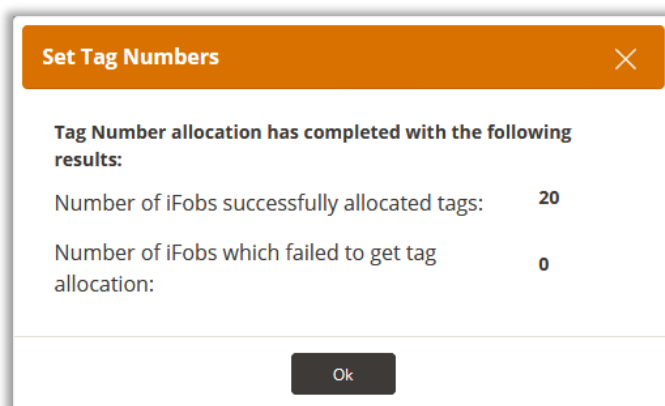 Set Tag Numbers
Tag Number allocation has completed with the following
results:
Number of iFobs successfully allocated tags: 20
Number of iFobs which failed to get tag
allocation: 0
Ok